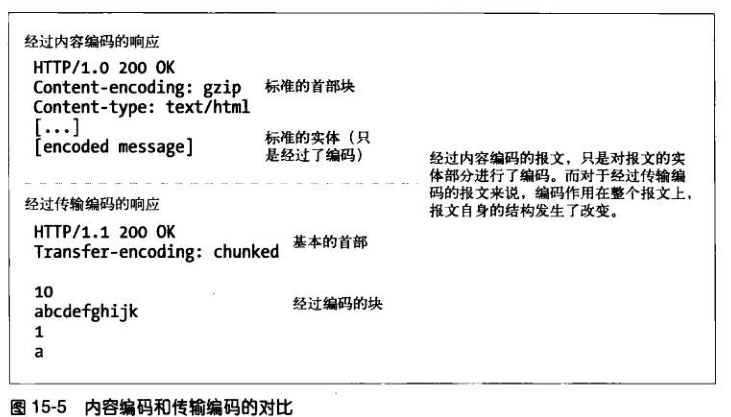 经过内容编码的响应
HTTP/1.0 200 OK
Content-encoding: gzip 标准的首部块
Content-type: text/html
[...]
[encoded message] 标准的实体（只
是经过了编码）
经过内容编码的报文，只是对报文的实
体部分进行了编码。而对于经过传输编
码的报文来说，编码作用在整个报文上，
报文自身的结构发生了改变。
经过传输编码的响应
HTTP/1.1 200 OK
Transfer-encoding: chunked 基本的首部
10
abcdefghijk 经过编码的块
1
a
图 15-5 内容编码和传输编码的对比